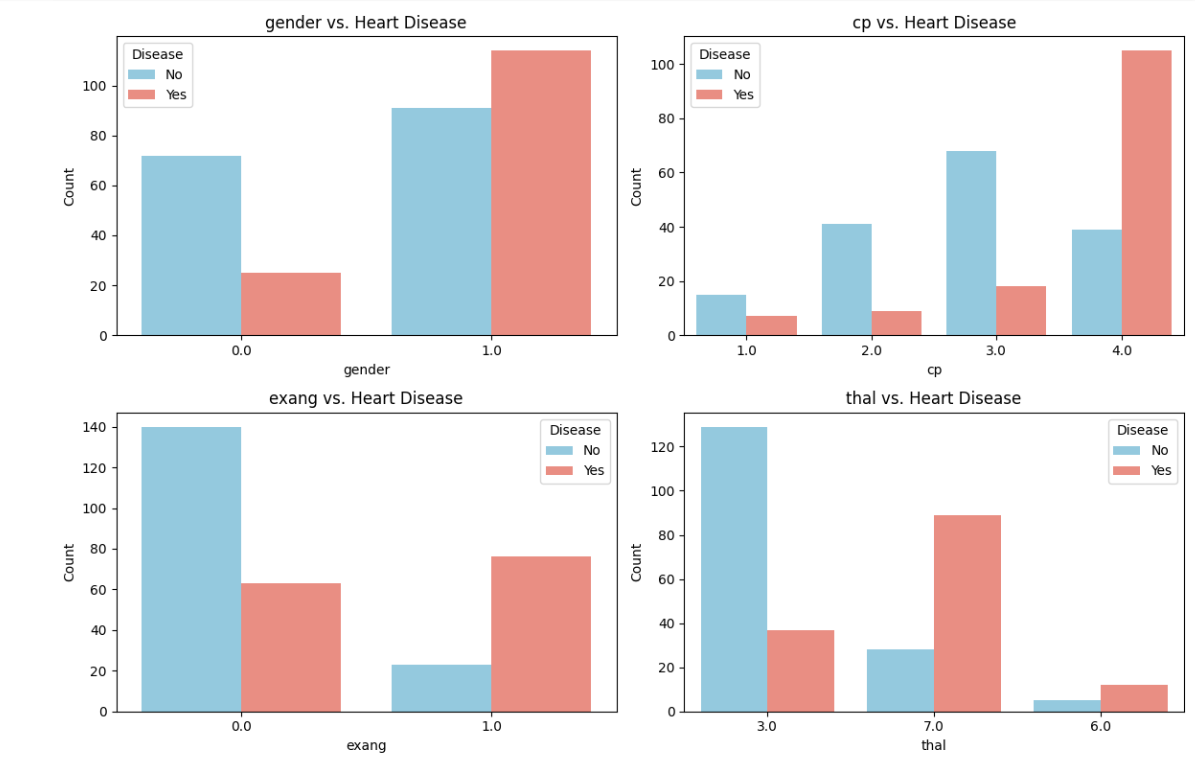 gender vs. Heart Disease
Disease
No
Yes
Count
100
80
60
40
20
0
0.0 1.0
gender
cp vs. Heart Disease
Disease
No
Yes
Count
100
80
60
40
20
0
1.0 2.0 3.0 4.0
cp
exang vs. Heart Disease
Disease
No
Yes
Count
140
120
100
80
60
40
20
0
0.0 1.0
exang
thal vs. Heart Disease
Disease
No
Yes
Count
120
100
80
60
40
20
0
3.0 7.0 6.0
thal